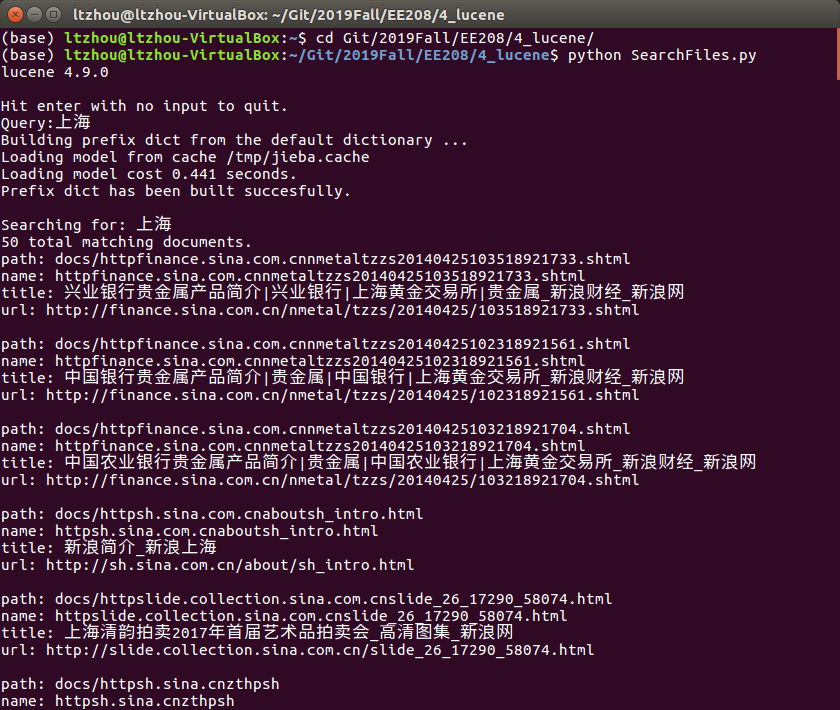 ltzhou@ltzhou-VirtualBox: ~/Git/2019Fall/EE208/4_lucene
(base) ltzhou@ltzhou-VirtualBox:~$ cd Git/2019Fall/EE208/4_lucene/
(base) ltzhou@ltzhou-VirtualBox:~/Git/2019Fall/EE208/4_lucene$ python SearchFiles.py
lucene 4.9.0
Hit enter with no input to quit.
Query:上海
Building prefix dict from the default dictionary ...
Loading model from cache /tmp/jieba.cache
Loading model cost 0.441 seconds.
Prefix dict has been built succesfully.
Searching for: 上海
50 total matching documents.
path: docs/httpfinance.sina.com.cnnmetaltzzs20140425103518921733.shtml
name: httpfinance.sina.com.cnnmetaltzzs20140425103518921733.shtml
title: 兴业银行贵金属产品简介|兴业银行|上海黄金交易所|贵金属_新浪财经_新浪网
url: http://finance.sina.com.cn/nmetal/tzzs/20140425/103518921733.shtml
path: docs/httpfinance.sina.com.cnnmetaltzzs20140425102318921561.shtml
name: httpfinance.sina.com.cnnmetaltzzs20140425102318921561.shtml
title: 中国银行贵金属产品简介|贵金属|中国银行|上海黄金交易所_新浪财经_新浪网
url: http://finance.sina.com.cn/nmetal/tzzs/20140425/102318921561.shtml
path: docs/httpfinance.sina.com.cnnmetaltzzs20140425103218921704.shtml
name: httpfinance.sina.com.cnnmetaltzzs20140425103218921704.shtml
title: 中国农业银行贵金属产品简介|贵金属|中国农业银行|上海黄金交易所_新浪财经_新浪网
url: http://finance.sina.com.cn/nmetal/tzzs/20140425/103218921704.shtml
path: docs/httpsh.sina.com.cnaboutsh_intro.html
name: httpsh.sina.com.cnaboutsh_intro.html
title: 新浪简介_新浪上海
url: http://sh.sina.com.cn/about/sh_intro.html
path: docs/httpslide.collection.sina.com.cnslide_26_17290_58074.html
name: httpslide.collection.sina.com.cnslide_26_17290_58074.html
title: 上海清韵拍卖2017年首届艺术品拍卖会_高清图集_新浪网
url: http://slide.collection.sina.com.cn/slide_26_17290_58074.html
path: docs/httpsh.sina.cnzthpsh
name: httpsh.sina.cnzthpsh